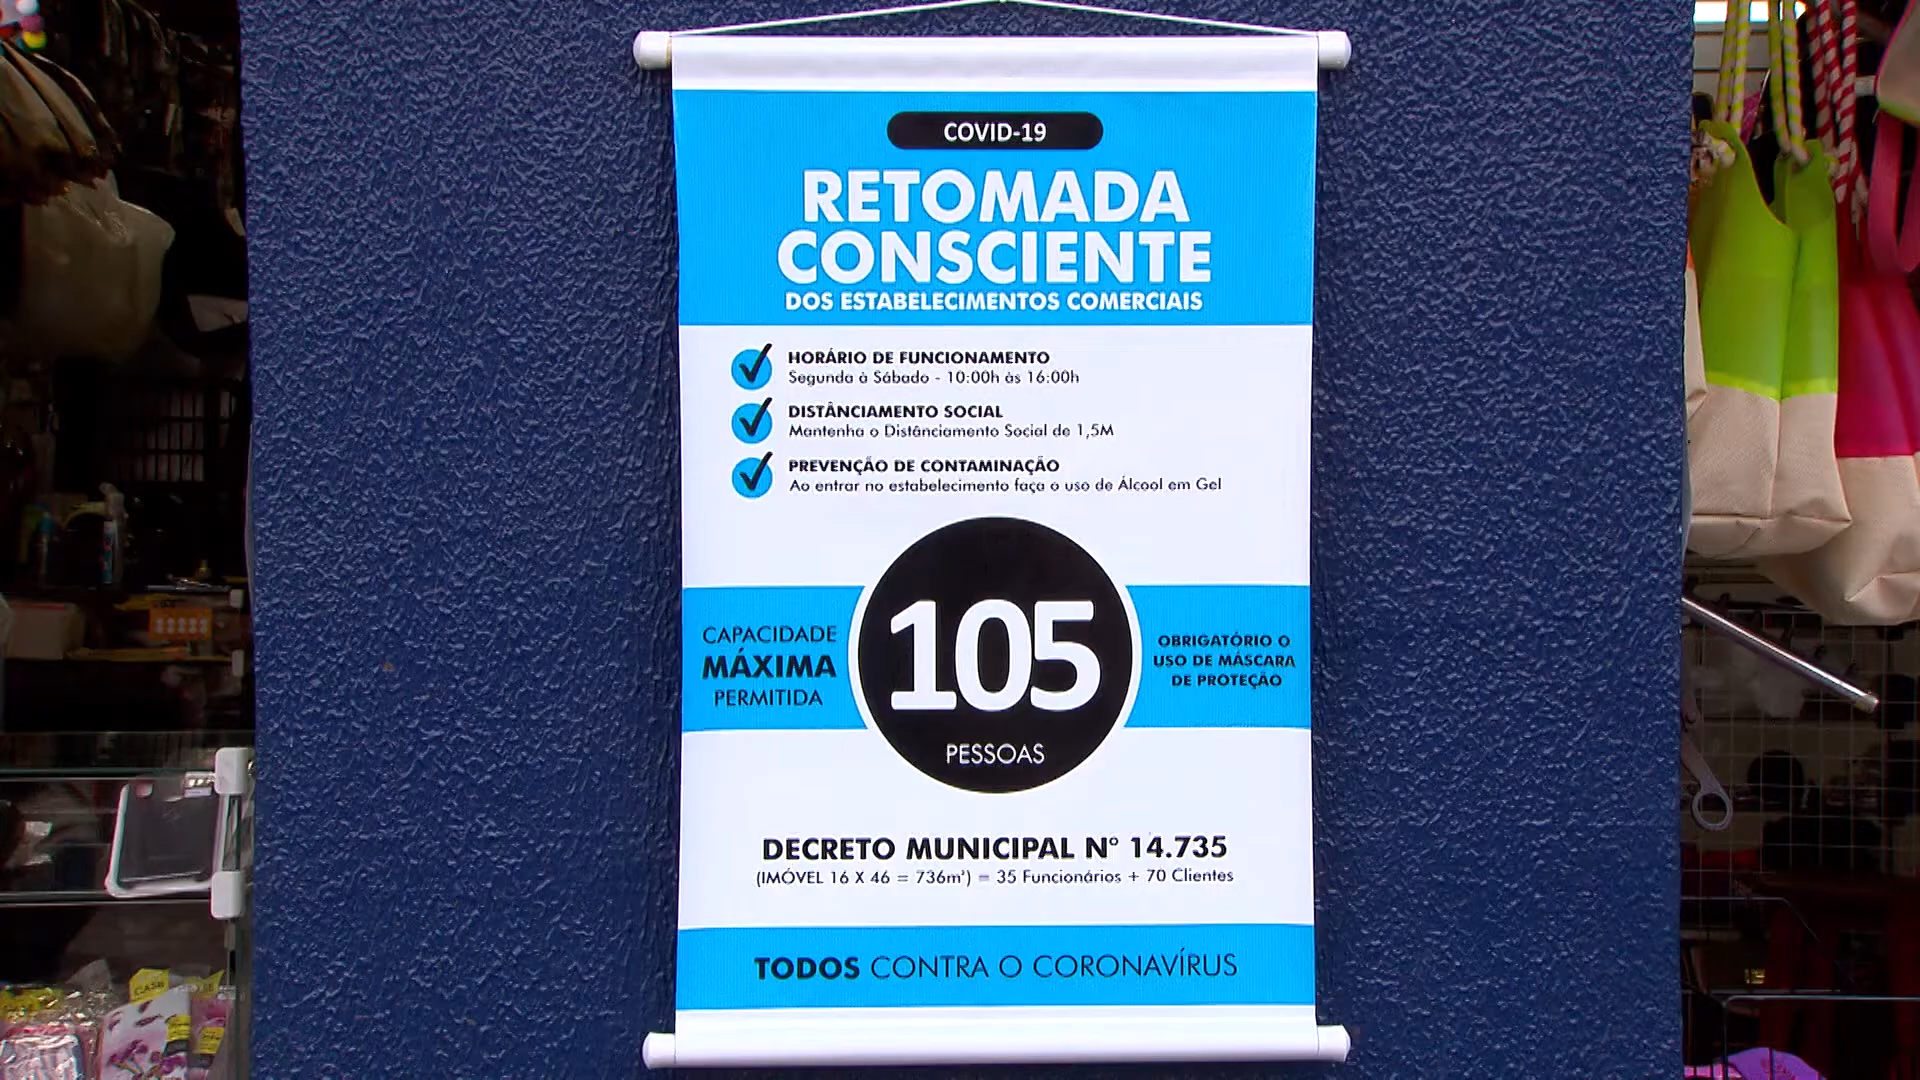 COVID-19
RETOMADA
CONSCIENTE
DOS ESTABELECIMENTOS COMERCIAIS
HORÁRIO DE FUNCIONAMENTO
Segunda à Sábado - 10:00h às 16:00h
DISTÂNCIAMENTO SOCIAL
Mantenha o Distânciamento Social de 1,5M
PREVENÇÃO DE CONTAMINAÇÃO
Ao entrar no estabelecimento faça o uso de Álcool em Gel
CAPACIDADE
MÁXIMA
PERMITIDA
105
PESSOAS
OBRIGATÓRIO O
USO DE MÁSCARA
DE PROTEÇÃO
DECRETO MUNICIPAL Nº 14.735
(IMÓVEL 16 X 46 = 736m²) = 35 Funcionários + 70 Clientes
TODOS CONTRA O CORONAVÍRUS